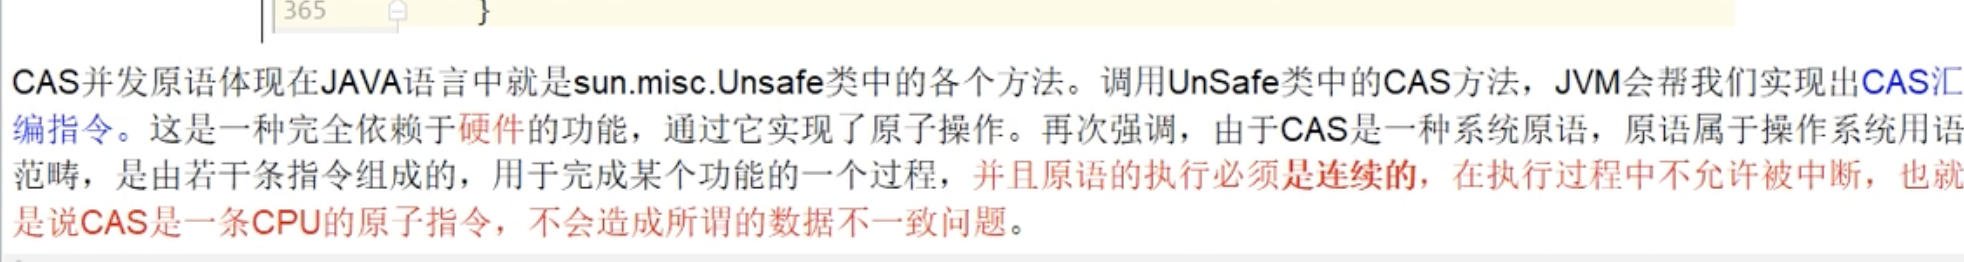 365 }
CAS并发原语体现在JAVA语言中就是sun.misc.Unsafe类中的各个方法。调用UnSafe类中的CAS方法，JVM会帮我们实现出CAS汇
编指令。这是一种完全依赖于硬件的功能，通过它实现了原子操作。再次强调，由于CAS是一种系统原语，原语属于操作系统用语
范畴，是由若干条指令组成的，用于完成某个功能的一个过程，并且原语的执行必须是连续的，在执行过程中不允许被中断，也就
是说CAS是一条CPU的原子指令，不会造成所谓的数据不一致问题。